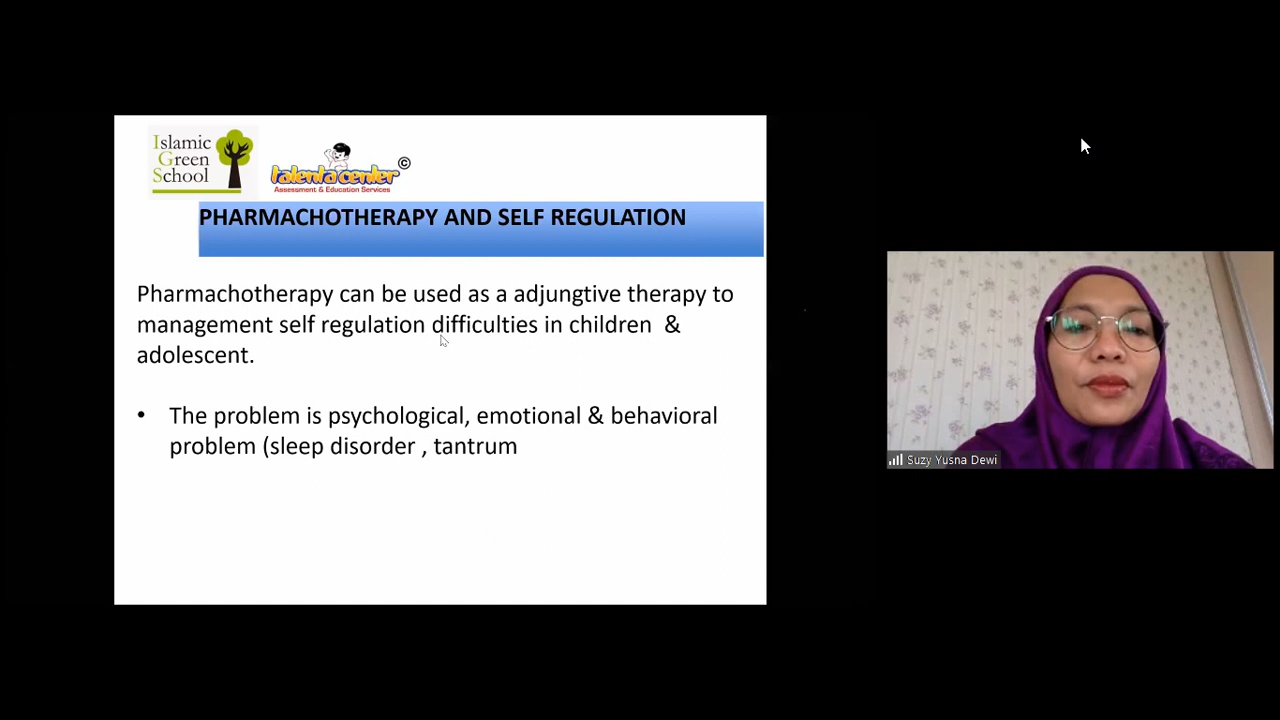 Islamic
Green
School
talenta center ©
Assessment & Education Services
PHARMACHOTHERAPY AND SELF REGULATION
Pharmachotherapy can be used as a adjungtive therapy to
management self regulation difficulties in children &
adolescent.
• The problem is psychological, emotional & behavioral
problem (sleep disorder , tantrum
Suzy Yusna Dewi